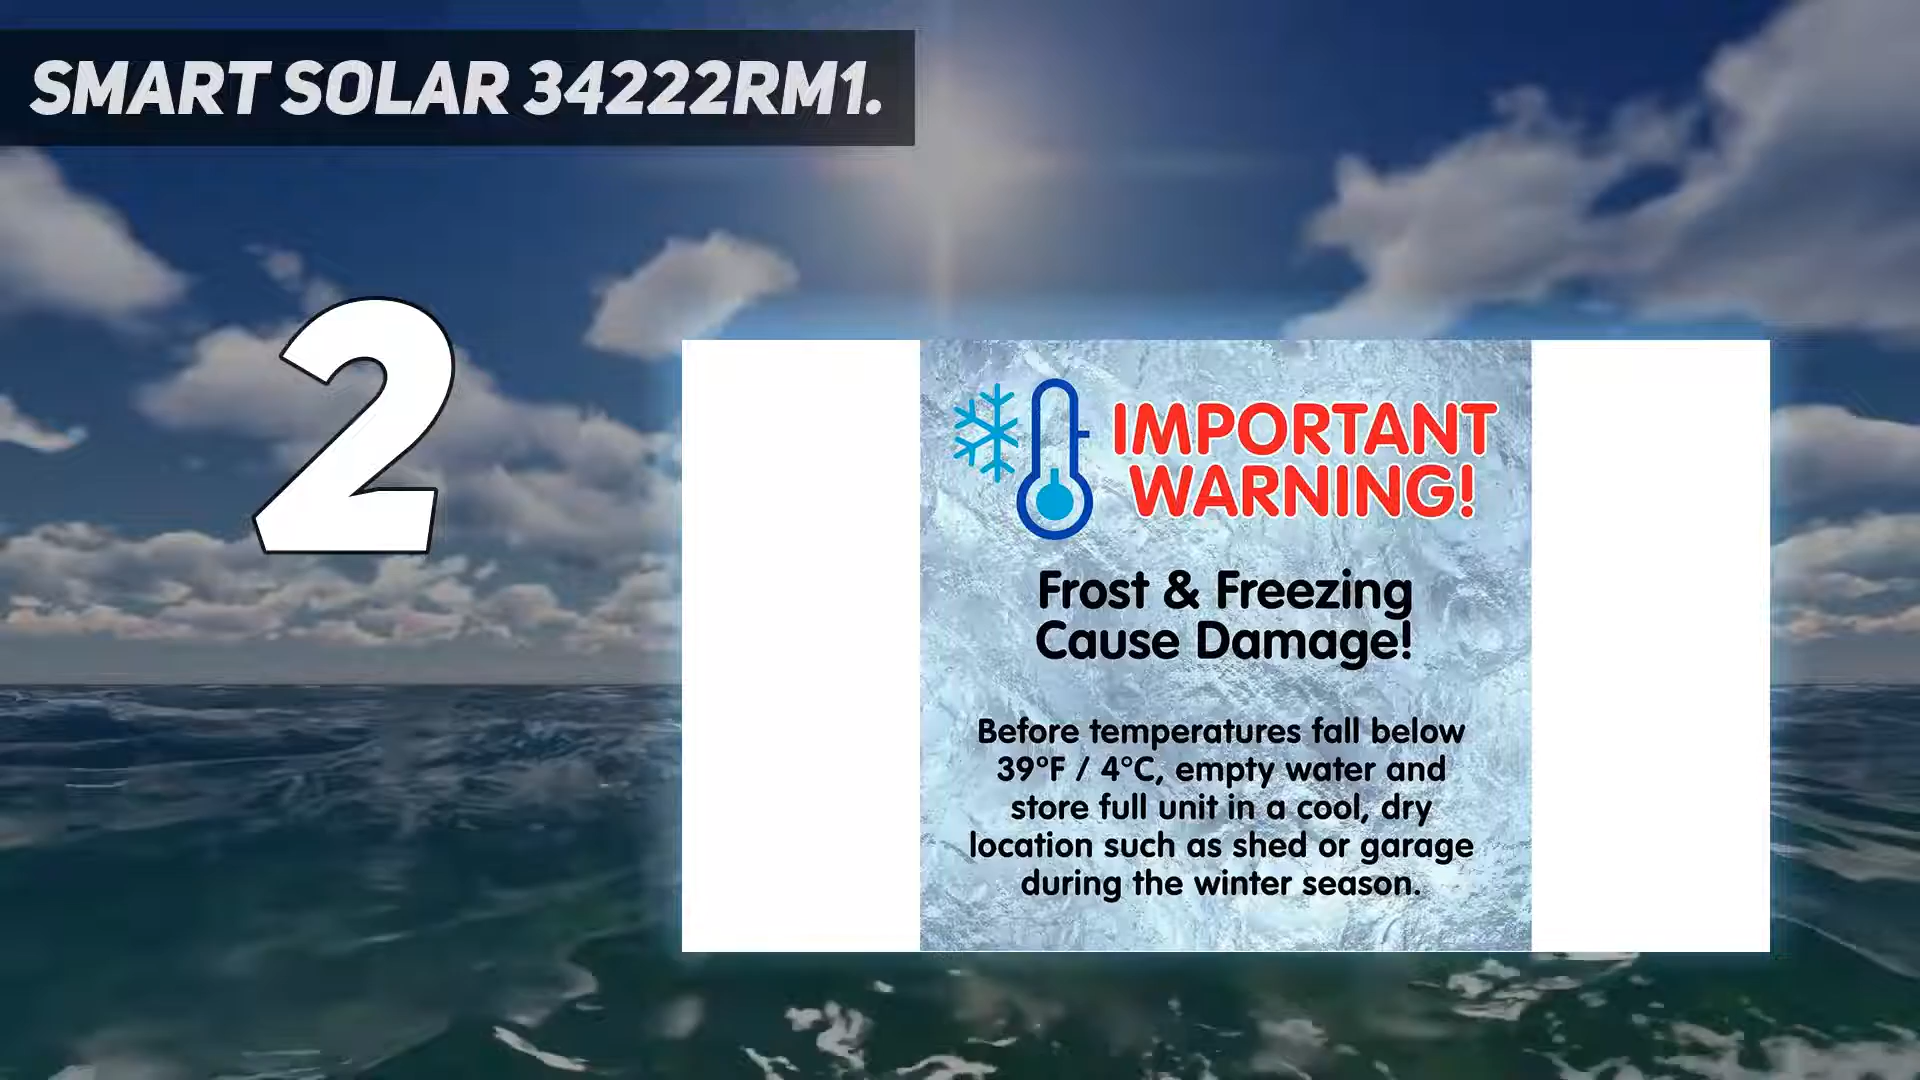 SMART SOLAR 34222RM1.
2
IMPORTANT
WARNING!
Frost & Freezing
Cause Damage!
Before temperatures fall below
39°F / 4°C, empty water and
store full unit in a cool, dry
location such as shed or garage
during the winter season.